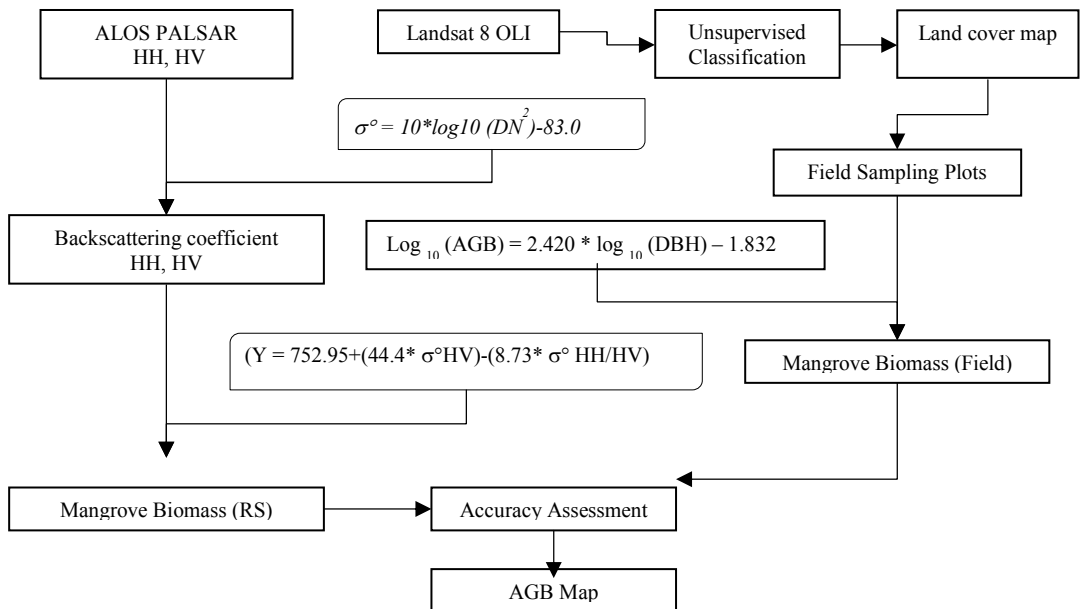 ALOS PALSAR
HH, HV
Landsat 8 OLI
Unsupervised
Classification
Land cover map
σ° = 10*log10 (DN²)-83.0
Field Sampling Plots
Backscattering coefficient
HH, HV
Log ₁₀ (AGB) = 2.420 * log ₁₀ (DBH) – 1.832
(Y = 752.95+(44.4* σ°HV)-(8.73* σ° HH/HV)
Mangrove Biomass (Field)
Mangrove Biomass (RS)
Accuracy Assessment
AGB Map